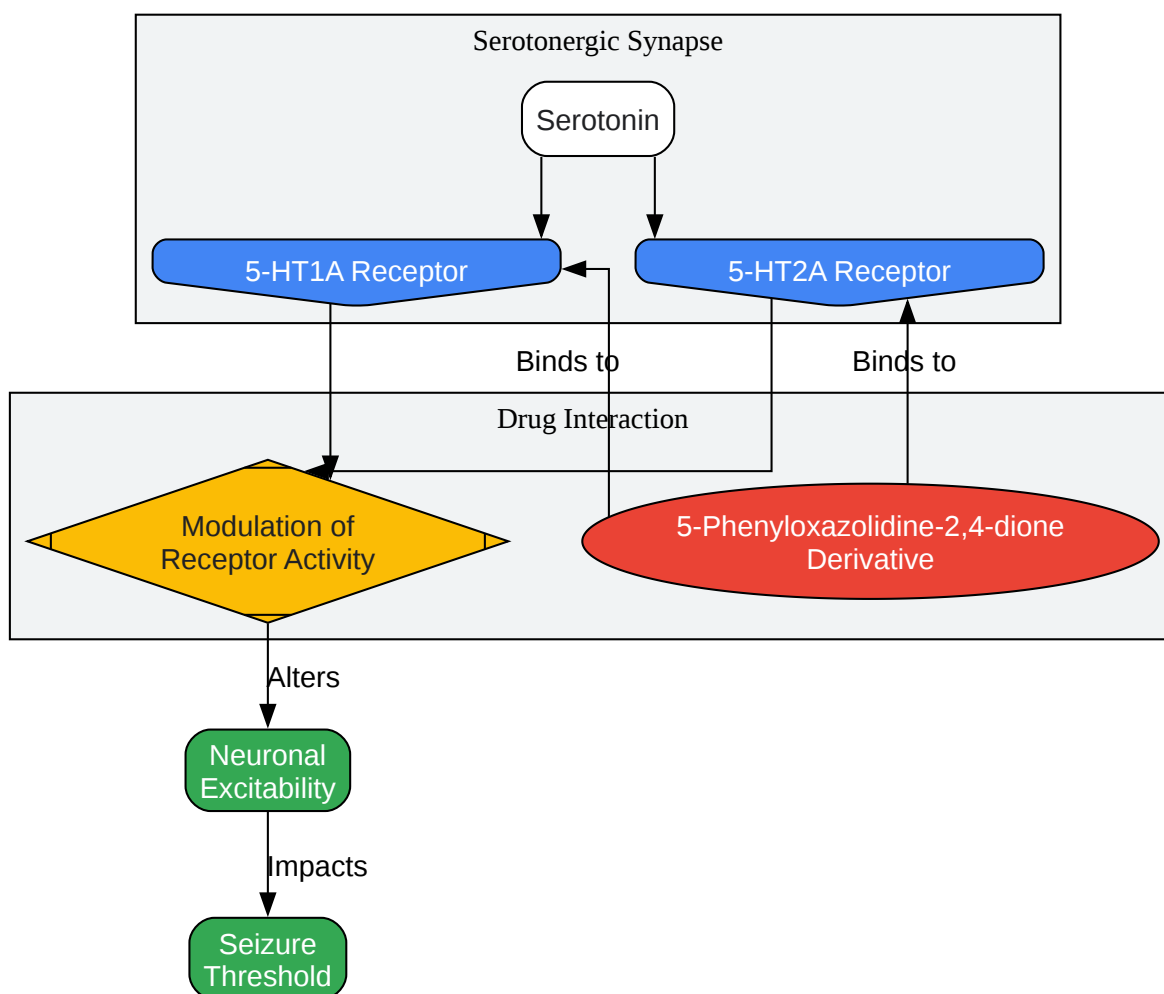 Serotonergic Synapse
Serotonin
5-HT1A Receptor
5-HT2A Receptor
Binds to
Binds to
Drug Interaction
Modulation of
Receptor Activity
5-Phenyloxazolidine-2,4-dione
Derivative
Alters
Neuronal
Excitability
Impacts
Seizure
Threshold